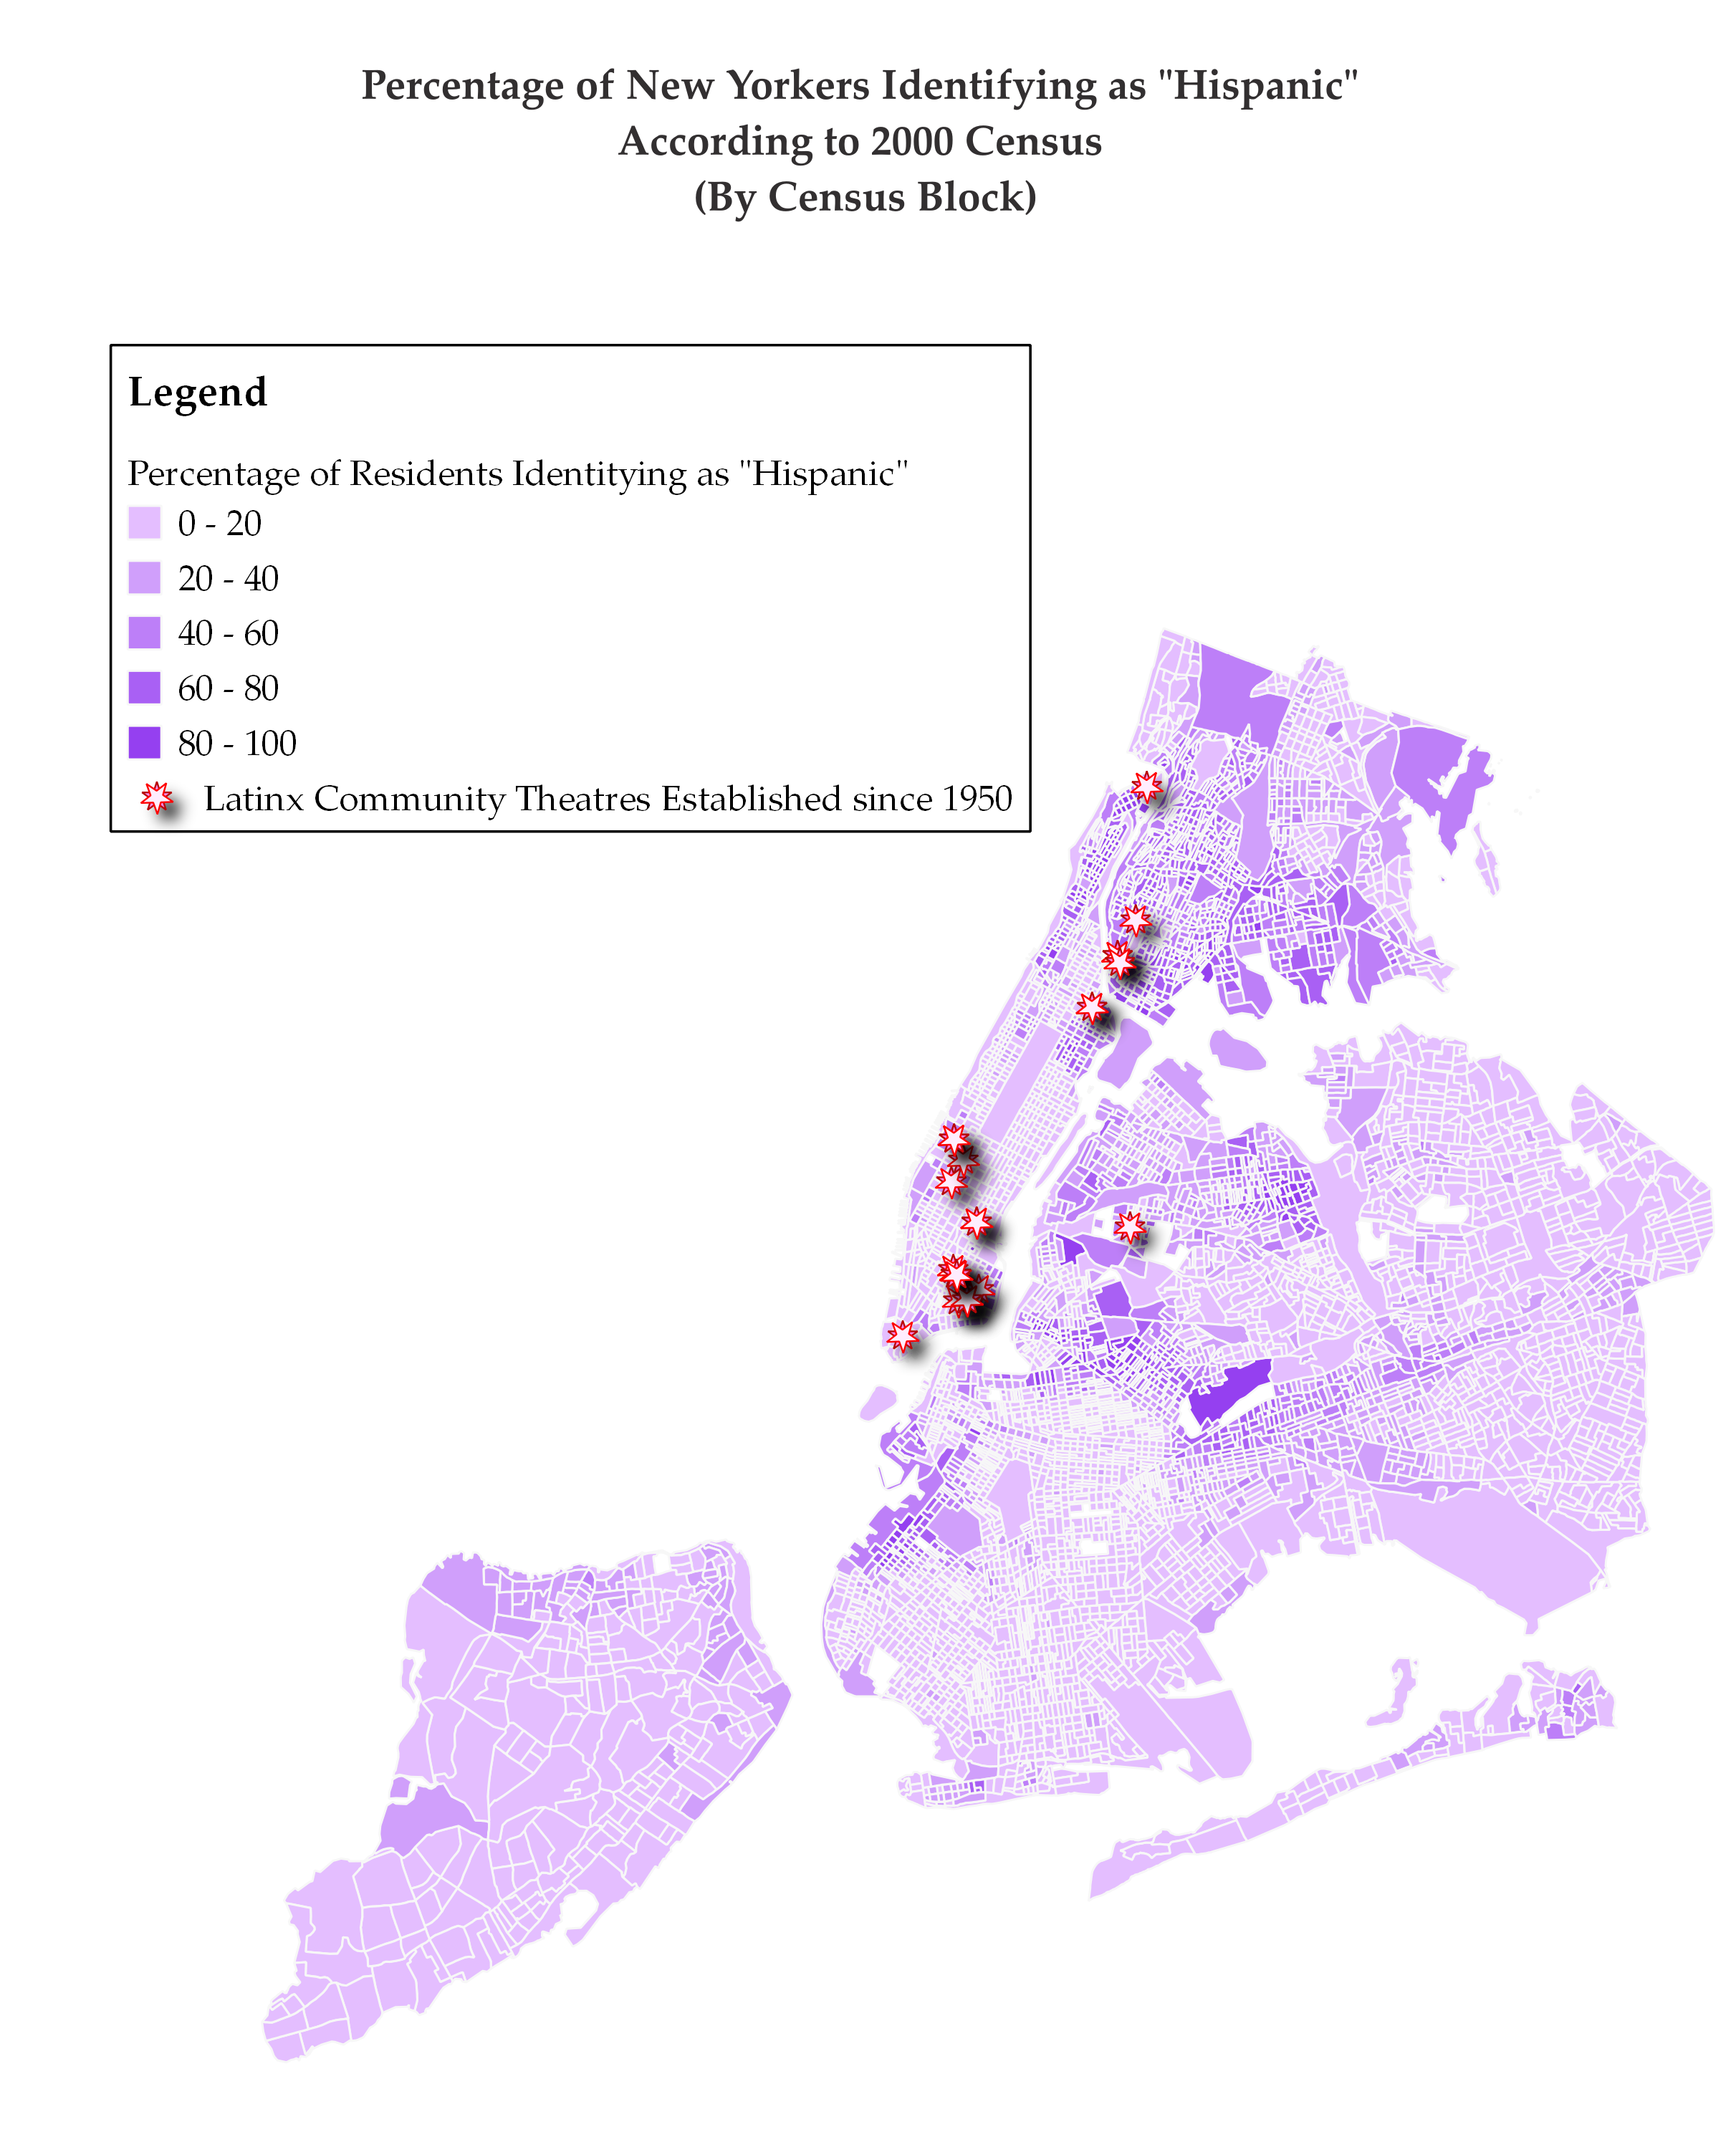 Percentage of New Yorkers Identifying as "Hispanic"
According to 2000 Census
(By Census Block)
Legend
Percentage of Residents Identitying as "Hispanic"
0 - 20
20 - 40
40 - 60
60 - 80
80 - 100
Latinx Community Theatres Established since 1950